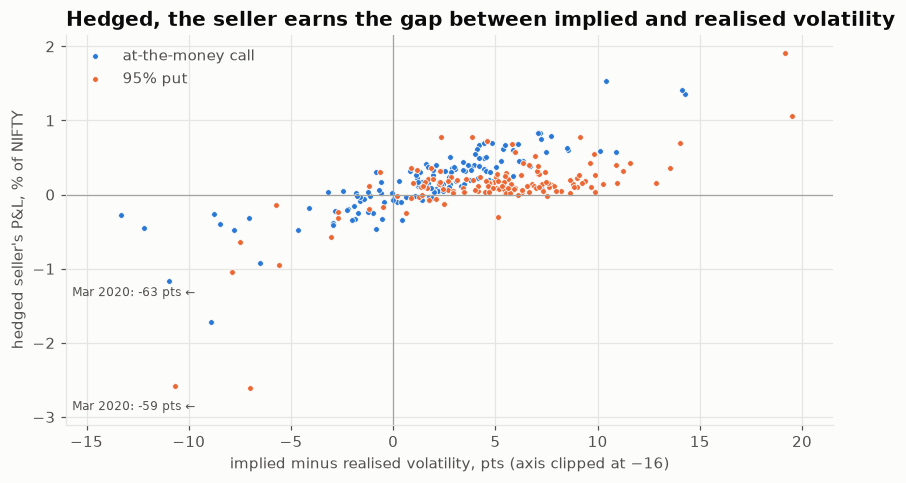 Hedged, the seller earns the gap between implied and realised volatility
at-the-money call
95% put
hedged seller's P&L, % of NIFTY
2
1
0
−1
−2
−3
Mar 2020: -63 pts ←
Mar 2020: -59 pts ←
−15
−10
−5
0
5
10
15
20
implied minus realised volatility, pts (axis clipped at −16)